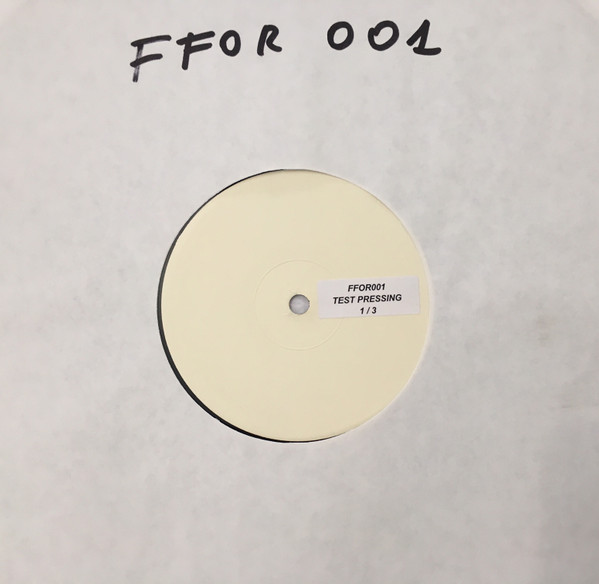 FFOR 001
FFOR001
TEST PRESSING
1 / 3